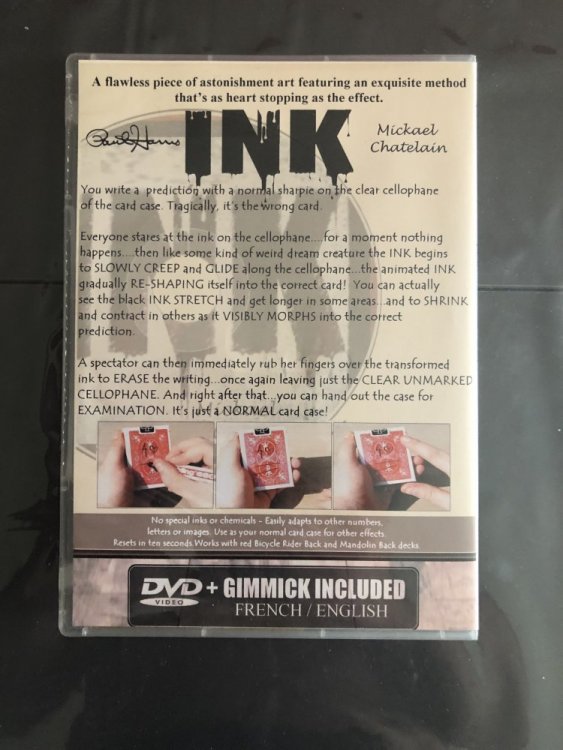 A flawless piece of astonishment art featuring an exquisite method
that's as heart stopping as the effect.
Paul Harris
INK
Mickael
Chatelain
You write a prediction with a normal sharpie on the clear cellophane
of the card case. Tragically, it's the wrong card.
Everyone stares at the ink on the cellophane....for a moment nothing
happens....then like some kind of weird dream creature the INK begins
to SLOWLY CREEP and GLIDE along the cellophane...the animated INK
gradually RE-SHAPING itself into the correct card! You can actually
see the black INK STRETCH and get longer in some areas...and to SHRINK
and contract in others as it VISIBLY MORPHS into the correct
prediction.
A spectator can then immediately rub her fingers over the transformed
ink to ERASE the writing...once again leaving just the CLEAR UNMARKED
CELLOPHANE. And right after that...you can hand out the case for
EXAMINATION. It's just a NORMAL card case!
No special inks or chemicals - Easily adapts to other numbers,
letters or images. Use as your normal card case for other effects.
Resets in ten seconds.Works with red Bicycle Rider Back and Mandolin Back decks
DVD VIDEO + GIMMICK INCLUDED
FRENCH / ENGLISH